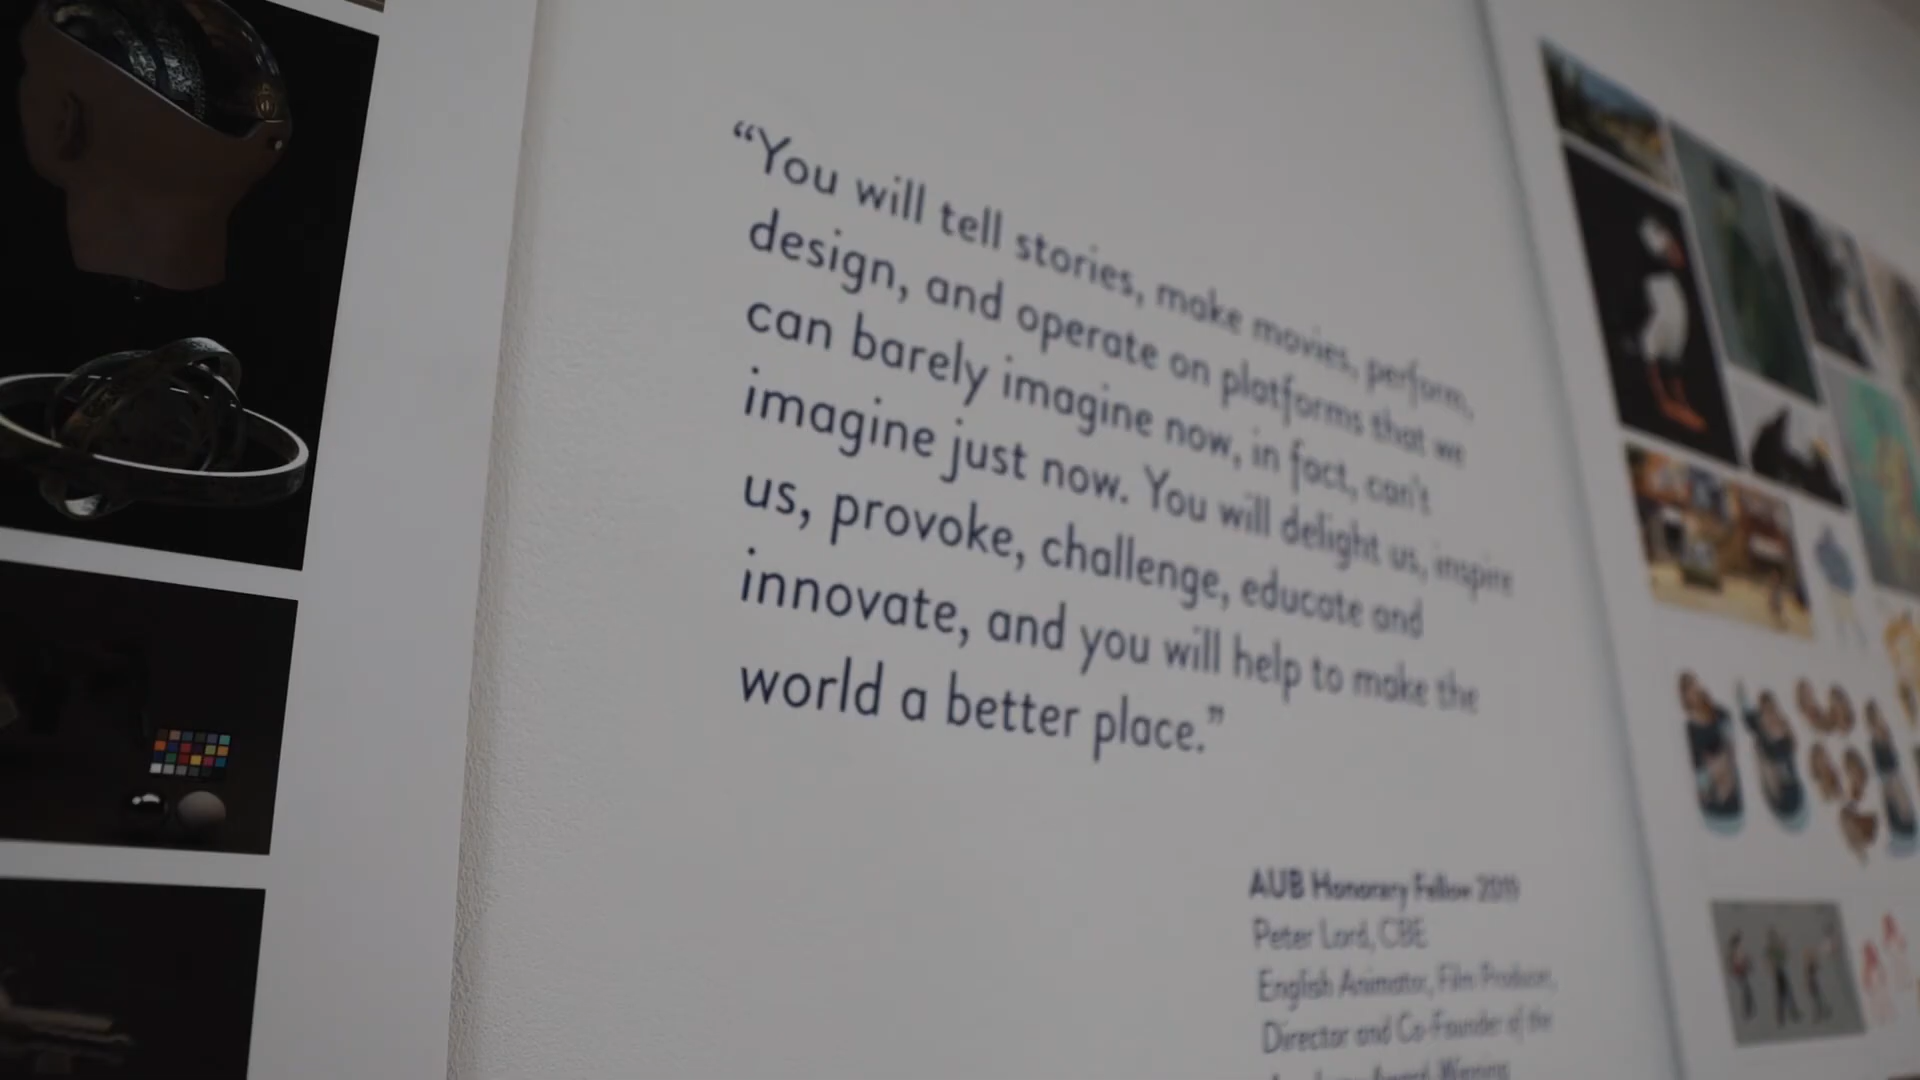 “You will tell stories, make movies, perform,
design, and operate on platforms that we
can barely imagine now, in fact, can't
imagine just now. You will delight us, inspire
us, provoke, challenge, educate and
innovate, and you will help to make the
world a better place.”
AUB Honorary Fellow 2019
Peter Lord, CBE
English Animator, Film Producer,
Director and Co-Founder of the
Academy Award-Winning